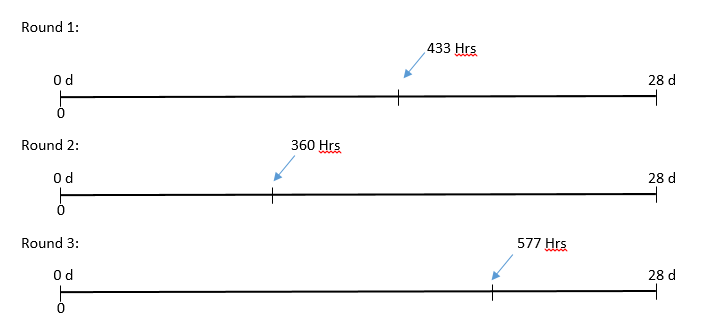 Round 1:
433 Hrs
0 d
28 d
0
Round 2:
360 Hrs
0 d
28 d
0
Round 3:
577 Hrs
0 d
28 d
0